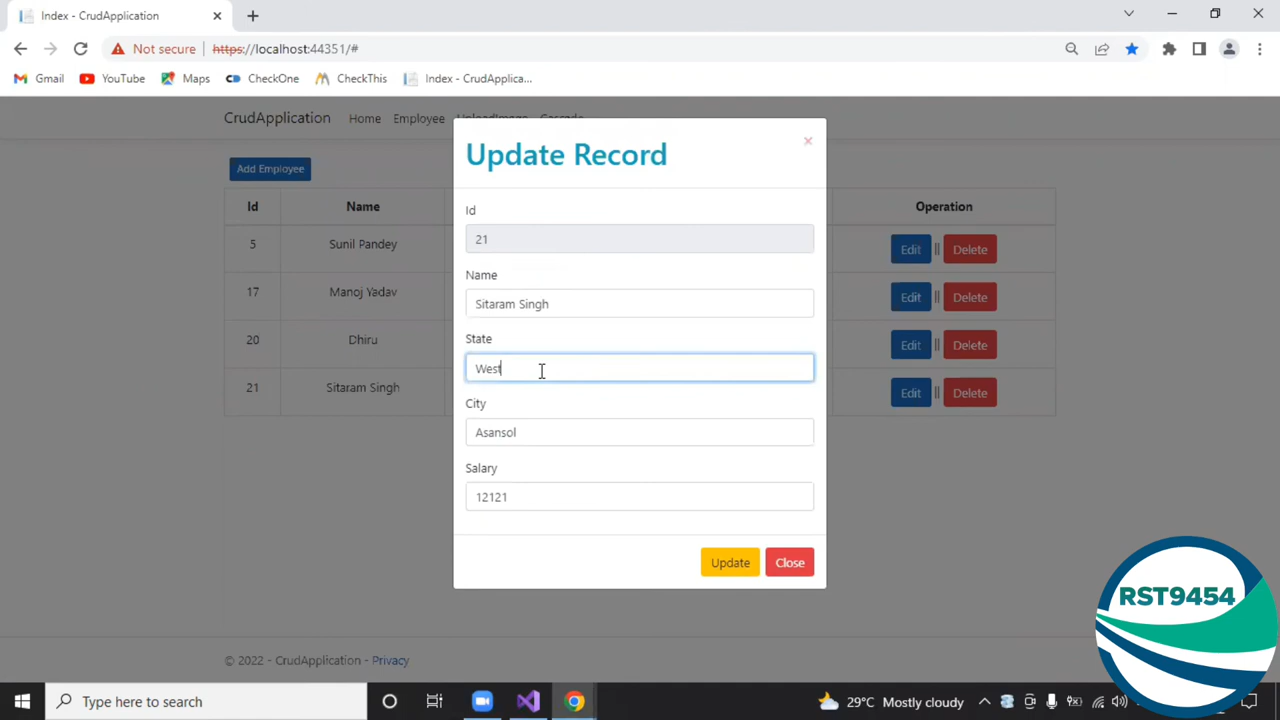 Index - CrudApplication
Not secure https://localhost:44351/#
Gmail YouTube Maps CheckOne CheckThis Index - CrudApplica...
CrudApplication Home Employee UploadImage Cascade
Add Employee
Id Name Operation
5 Sunil Pandey Edit || Delete
17 Manoj Yadav Edit || Delete
20 Dhiru Edit || Delete
21 Sitaram Singh Edit || Delete
Update Record
×
Id
21
Name
Sitaram Singh
State
West
City
Asansol
Salary
12121
Update Close
RST9454
© 2022 - CrudApplication - Privacy
Type here to search
29°C Mostly cloudy